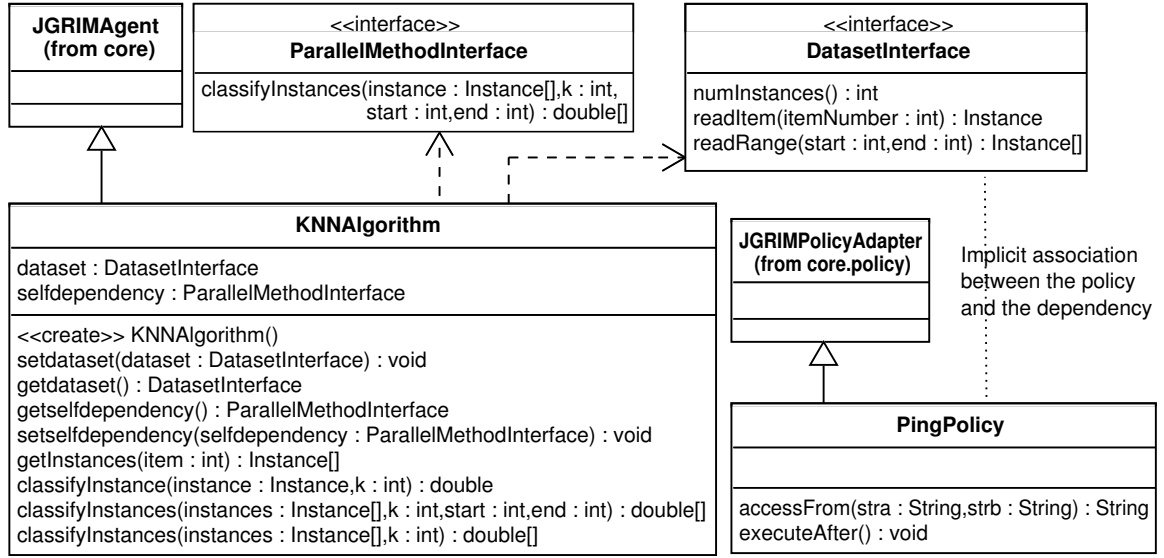 JGRIMAgent
(from core)
<<interface>>
ParallelMethodInterface
classifyInstances(instance : Instance[],k : int,
start : int,end : int) : double[]
<<interface>>
DatasetInterface
numInstances() : int
readItem(itemNumber : int) : Instance
readRange(start : int,end : int) : Instance[]
KNNAlgorithm
dataset : DatasetInterface
selfdependency : ParallelMethodInterface
<<create>> KNNAlgorithm()
setdataset(dataset : DatasetInterface) : void
getdataset() : DatasetInterface
getselfdependency() : ParallelMethodInterface
setselfdependency(selfdependency : ParallelMethodInterface) : void
getInstances(item : int) : Instance[]
classifyInstance(instance : Instance,k : int) : double
classifyInstances(instances : Instance[],k : int,start : int,end : int) : double[]
classifyInstances(instances : Instance[],k : int) : double[]
JGRIMPolicyAdapter
(from core.policy)
Implicit association
between the policy
and the dependency
PingPolicy
accessFrom(stra : String,strb : String) : String
executeAfter() : void